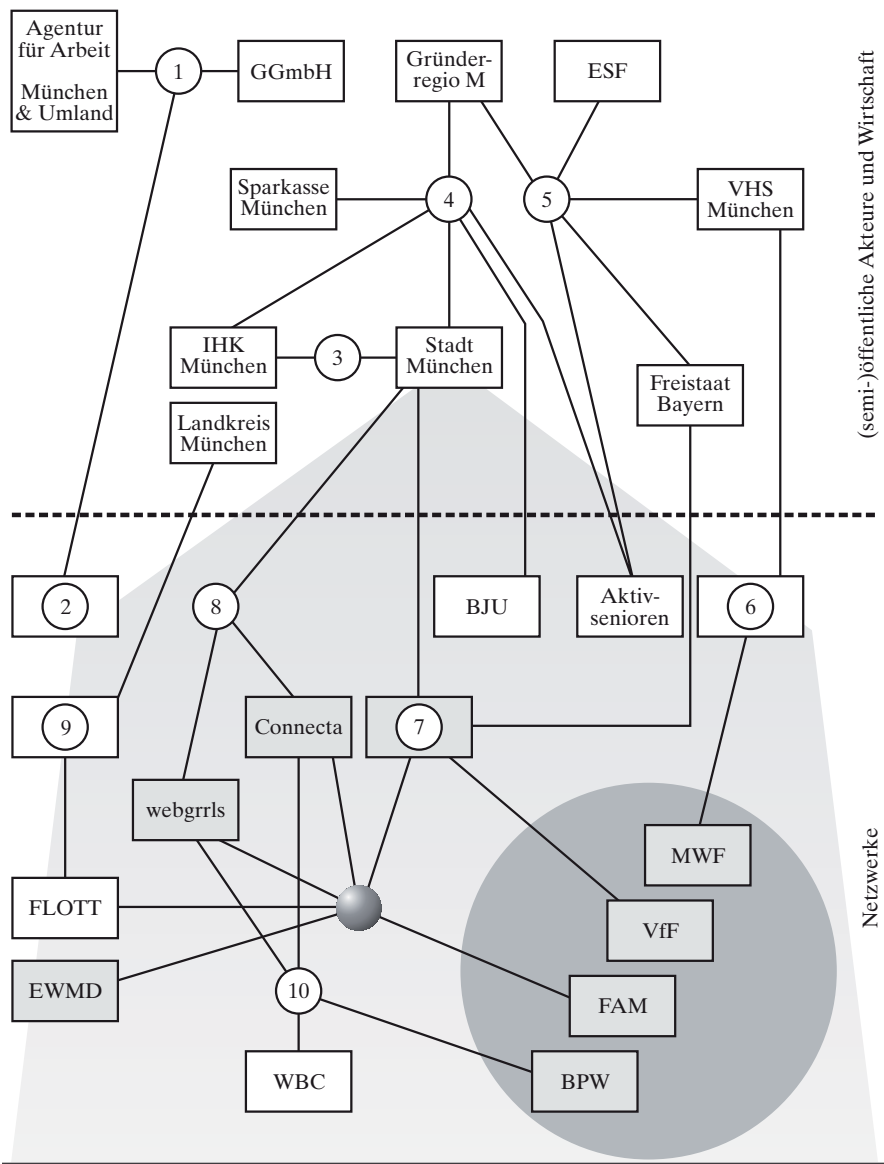 Agentur
für Arbeit
München
& Umland
1
GGmbH
Gründer-
regio M
ESF
Sparkasse
München
4
5
VHS
München
IHK
München
3
Stadt
München
Freistaat
Bayern
Landkreis
München
(semi-)öffentliche Akteure und Wirtschaft
2
8
BJU
Aktiv-
senioren
6
9
Connecta
7
webgrrls
MWF
FLOTT
VfF
EWMD
10
FAM
WBC
BPW
Netzwerke